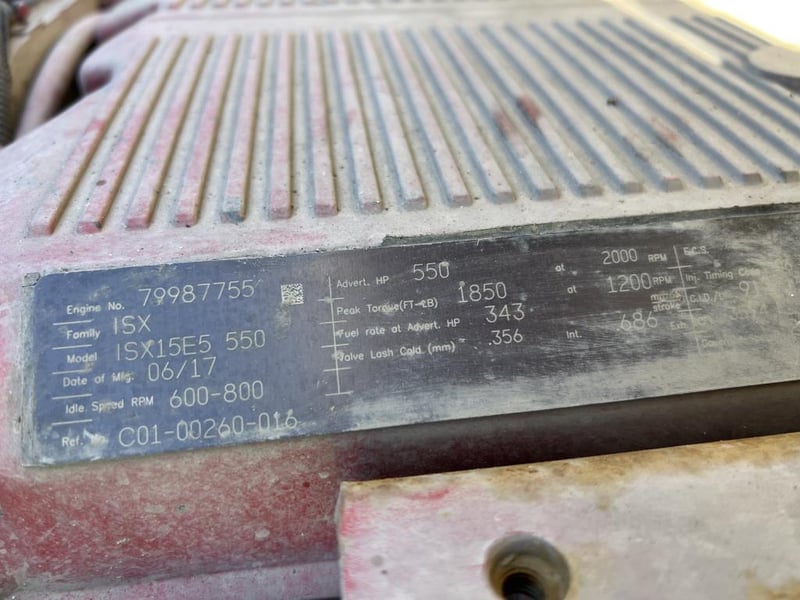 Engine No. 79987755
Family ISX
Model ISX15E5 550
Date of Mfg. 06/17
Idle Speed RPM 600-800
Ref. C01-00260-016
Advert. HP 550 at 2000 RPM
Peak Torque(FT-LB) 1850 at 1200 RPM
Fuel rate at Advert. HP 343 mm³/stroke
Valve Lash Cold. (mm) .356 Int. 686
E.C.S.
Inj. Timing Code
C.I.D.